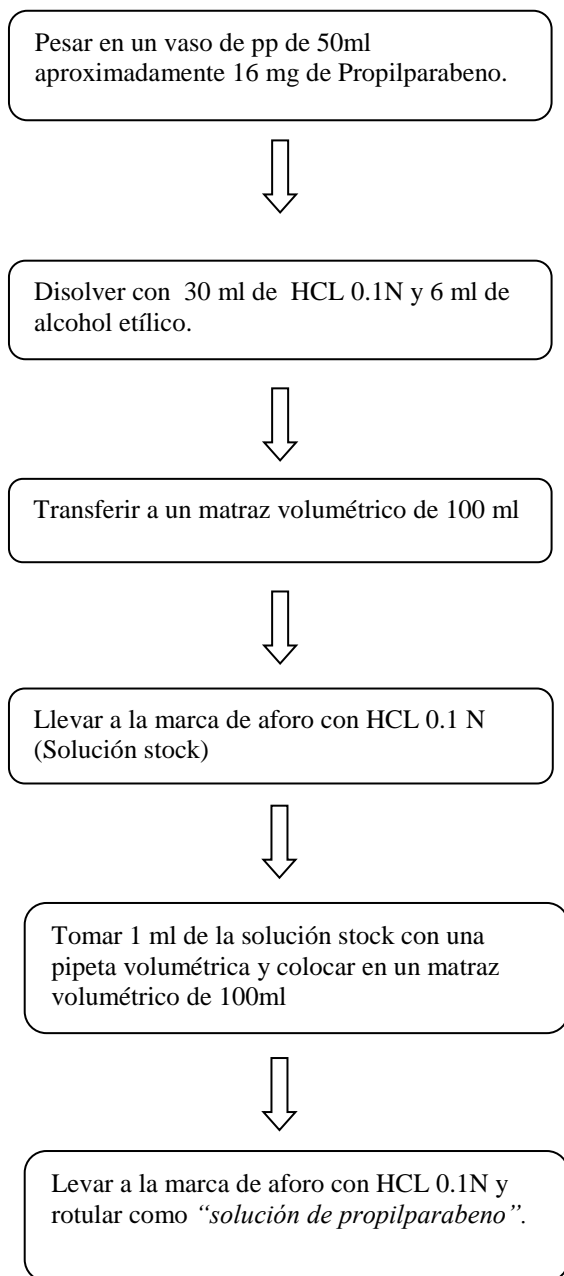 Pesar en un vaso de pp de 50ml
aproximadamente 16 mg de Propilparabeno.
Disolver con 30 ml de HCL 0.1N y 6 ml de
alcohol etílico.
Transferir a un matraz volumétrico de 100 ml
Llevar a la marca de aforo con HCL 0.1 N
(Solución stock)
Tomar 1 ml de la solución stock con una
pipeta volumétrica y colocar en un matraz
volumétrico de 100ml
Levar a la marca de aforo con HCL 0.1N y
rotular como “solución de propilparabeno”.